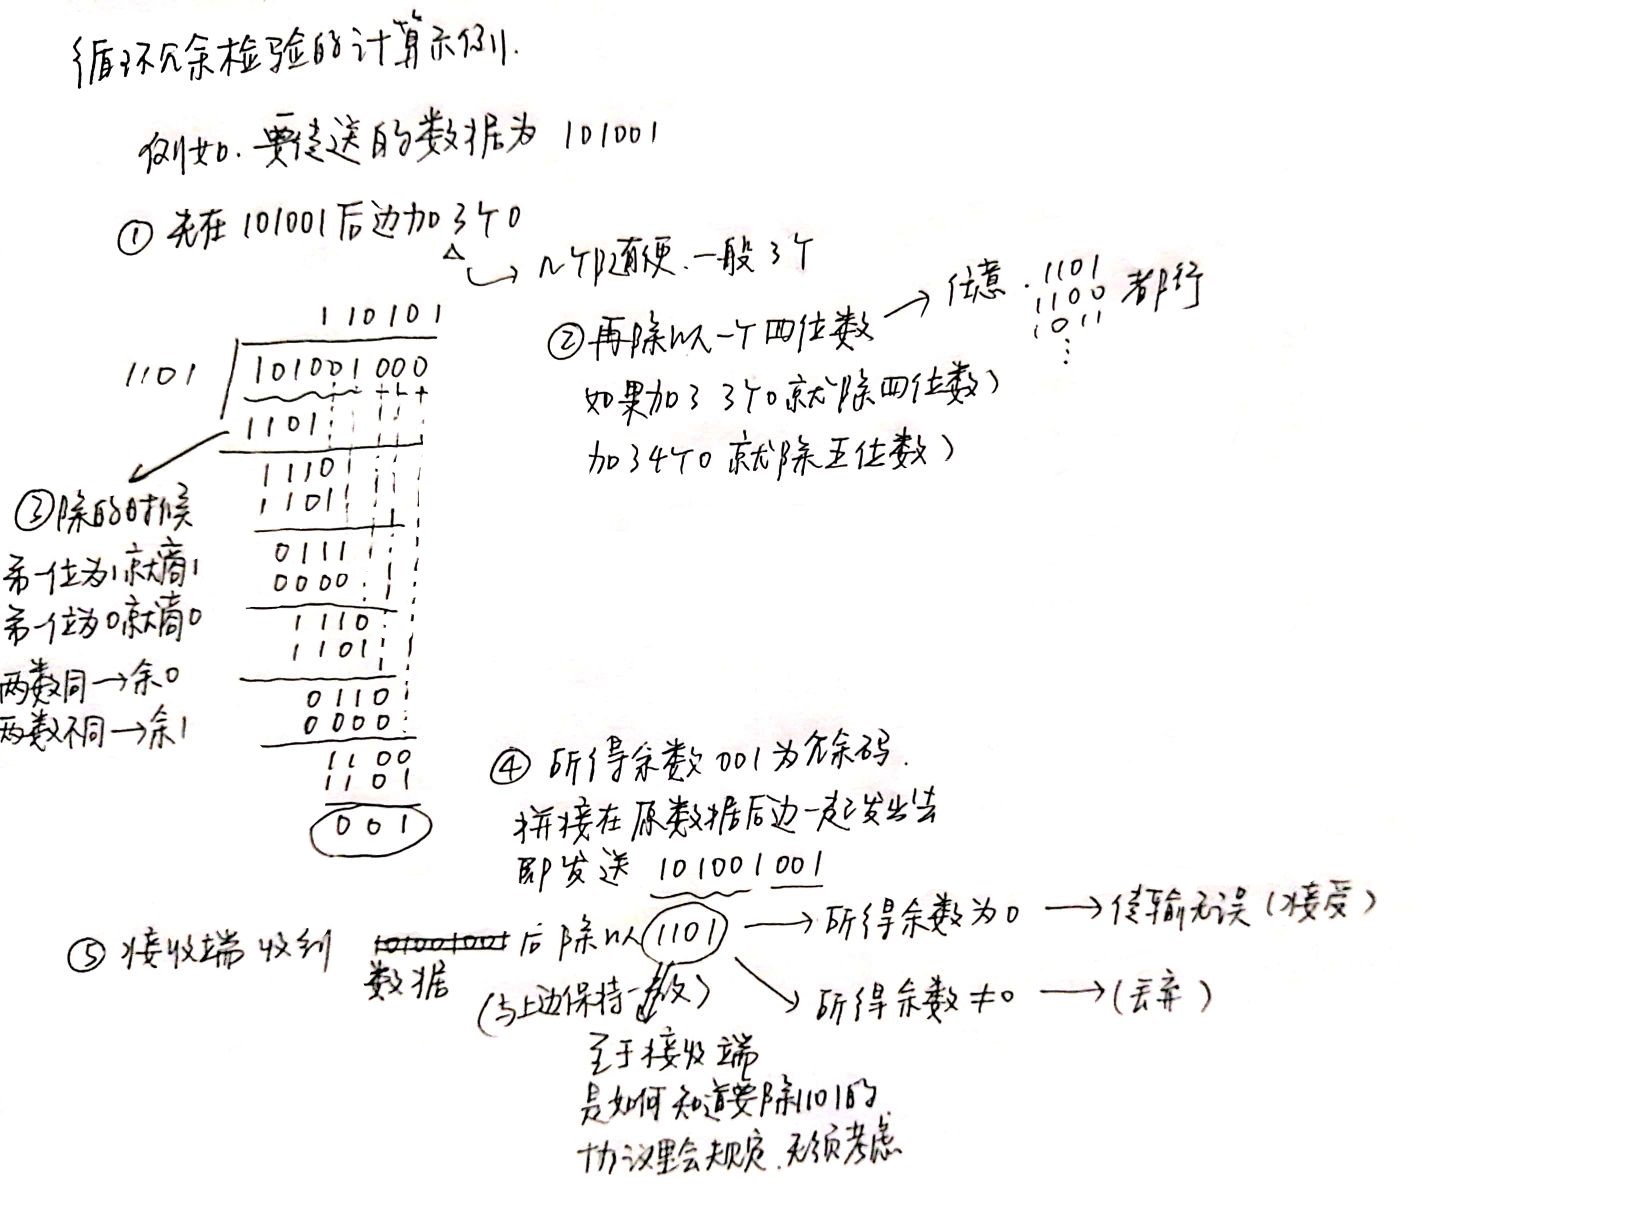 循环冗余检验的计算示例.
例如.要传送的数据为 101001
① 先在101001后边加3个0
几个随便.一般3个
② 再除以一个四位数 → 任意.
1101
1100 都行
1011
⋮
如果加了3个0就除四位数)
加了4个0就除五位数)
110101
1101
101001000
1101
1110
1101
0111
0000
1110
1101
0110
0000
1100
1101
001
③除的时候
第一位为1就商1
第一位为0就商0
两数同→余0
两数不同→余1
④ 所得余数001为冗余码.
拼接在原数据后边一起发出去
即发送 101001001
⑤ 接收端收到 101001001 后除以 1101 → 所得余数为0 → 传输无误(接受)
数据
(与上边保持一致)
所得余数≠0 → (丢弃)
至于接收端
是如何知道要除1101的.
协议里会规定.无须考虑